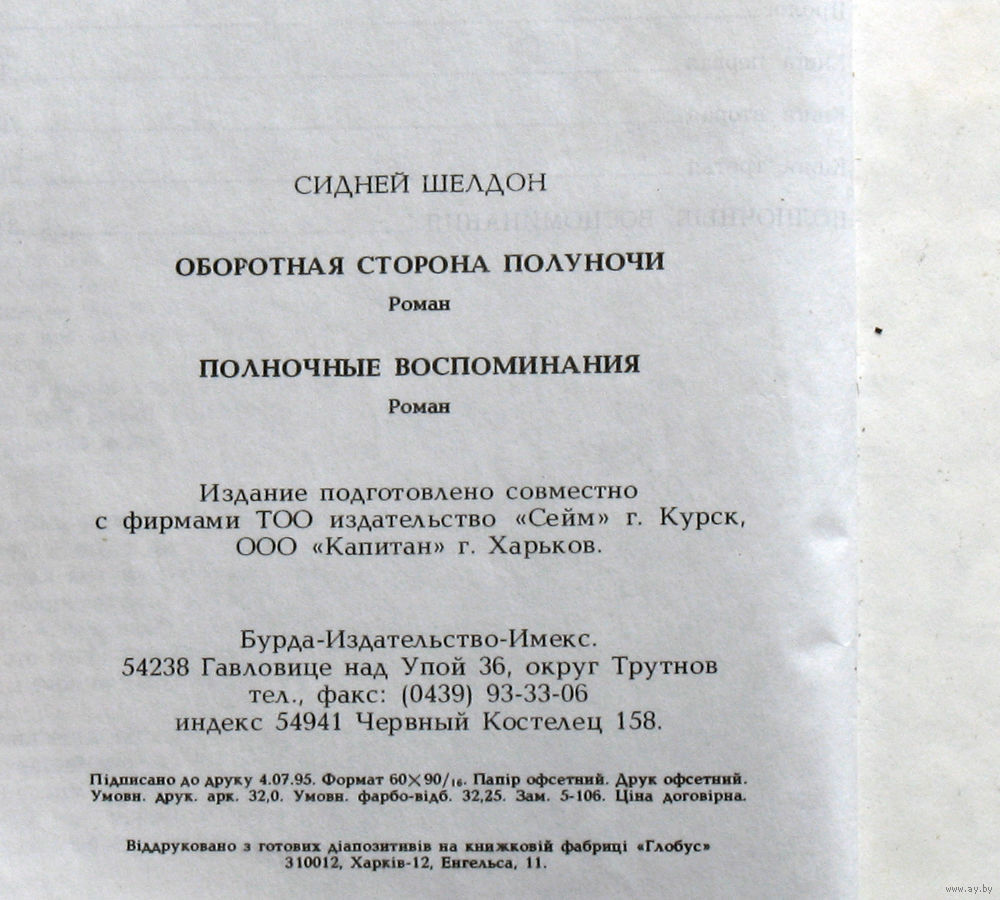 СИДНЕЙ ШЕЛДОН
ОБОРОТНАЯ СТОРОНА ПОЛУНОЧИ
Роман
ПОЛНОЧНЫЕ ВОСПОМИНАНИЯ
Роман
Издание подготовлено совместно
с фирмами ТОО издательство «Сейм» г. Курск,
ООО «Капитан» г. Харьков.
Бурда-Издательство-Имекс.
54238 Гавловице над Упой 36, округ Трутнов
тел., факс: (0439) 93-33-06
индекс 54941 Червный Костелец 158.
Підписано до друку 4.07.95. Формат 60×90/16. Папір офсетний. Друк офсетний.
Умовн. друк. арк. 32,0. Умовн. фарбо-відб. 32,25. Зам. 5-106. Ціна договірна.
Віддруковано з готових діапозитивів на книжковій фабриці «Глобус»
310012, Харків-12, Енгельса, 11.
www.ay.by